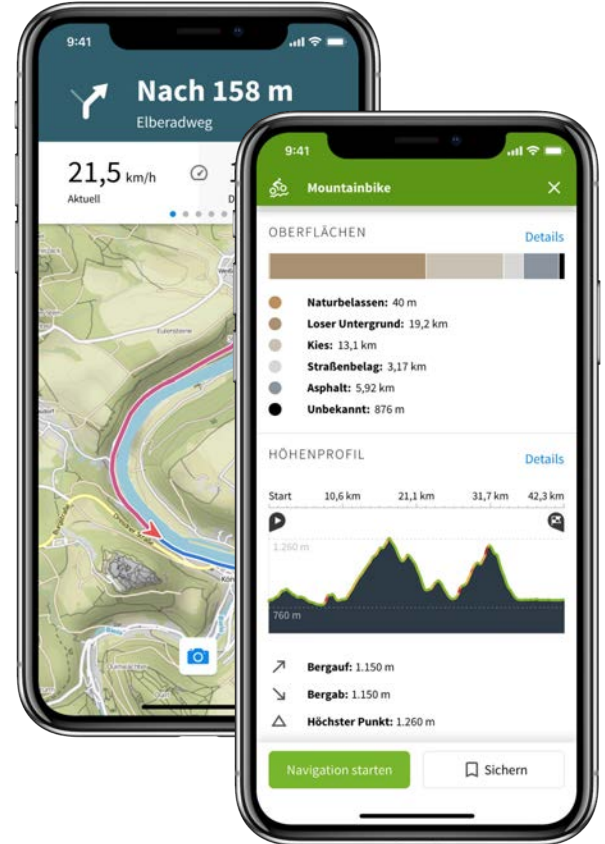 9:41
Nach 158 m
Elberadweg
21,5 km/h
Aktuell
Eulensteine
Dresdner Straße
9:41
Mountainbike
OBERFLÄCHEN
Details
Naturbelassen: 40 m
Loser Untergrund: 19,2 km
Kies: 13,1 km
Straßenbelag: 3,17 km
Asphalt: 5,92 km
Unbekannt: 876 m
HÖHENPROFIL
Details
Start 10,6 km 21,1 km 31,7 km 42,3 km
1.260 m
760 m
Bergauf: 1.150 m
Bergab: 1.150 m
Höchster Punkt: 1.260 m
Navigation starten
Sichern